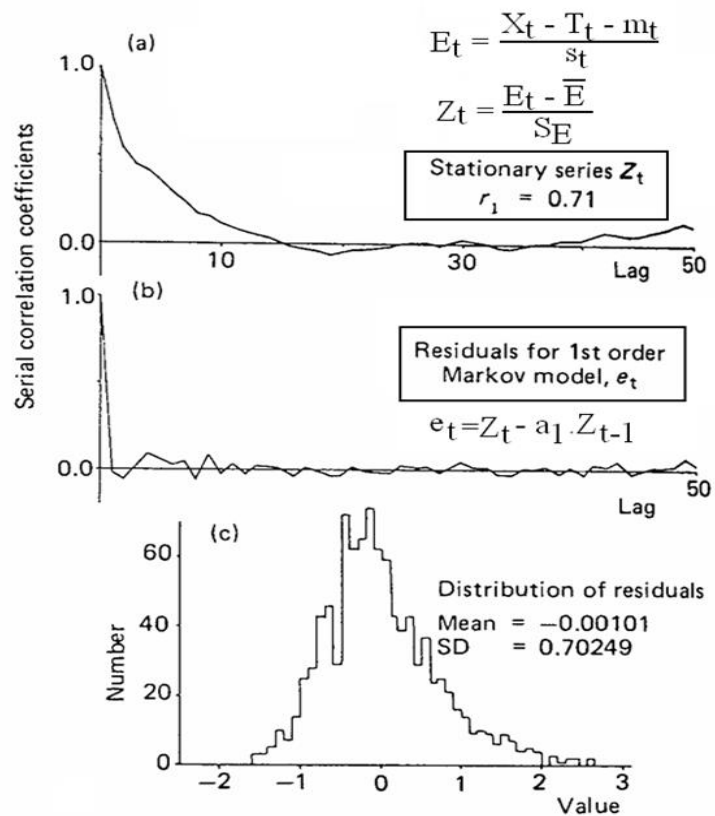 (a)
E_t = (X_t - T_t - m_t) / s_t
Z_t = (E_t - E̅) / S_E
Stationary series Z_t
r_1 = 0.71
1.0
0.0
10
30
50
Lag
Serial correlation coefficients
(b)
1.0
Residuals for 1st order
Markov model, e_t
e_t=Z_t- a_1 .Z_t-1
0.0
50
Lag
(c)
60
40
20
0
Number
Distribution of residuals
Mean = −0.00101
SD = 0.70249
−2 −1 0 1 2 3
Value